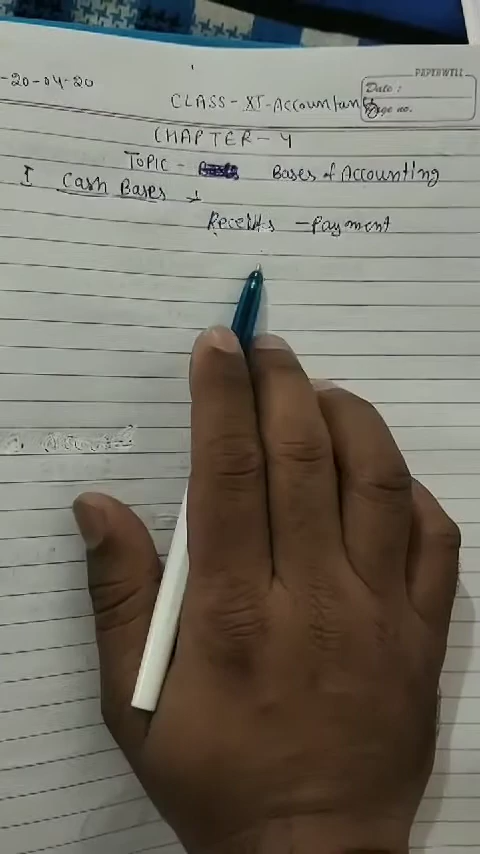 -20-04-20
PAPERWELL
Date :
Page no.
CLASS- XI-Accountancy
CHAPTER-4
TOPIC - Bases of Accounting
I Cash Bases
Receipts - Payment